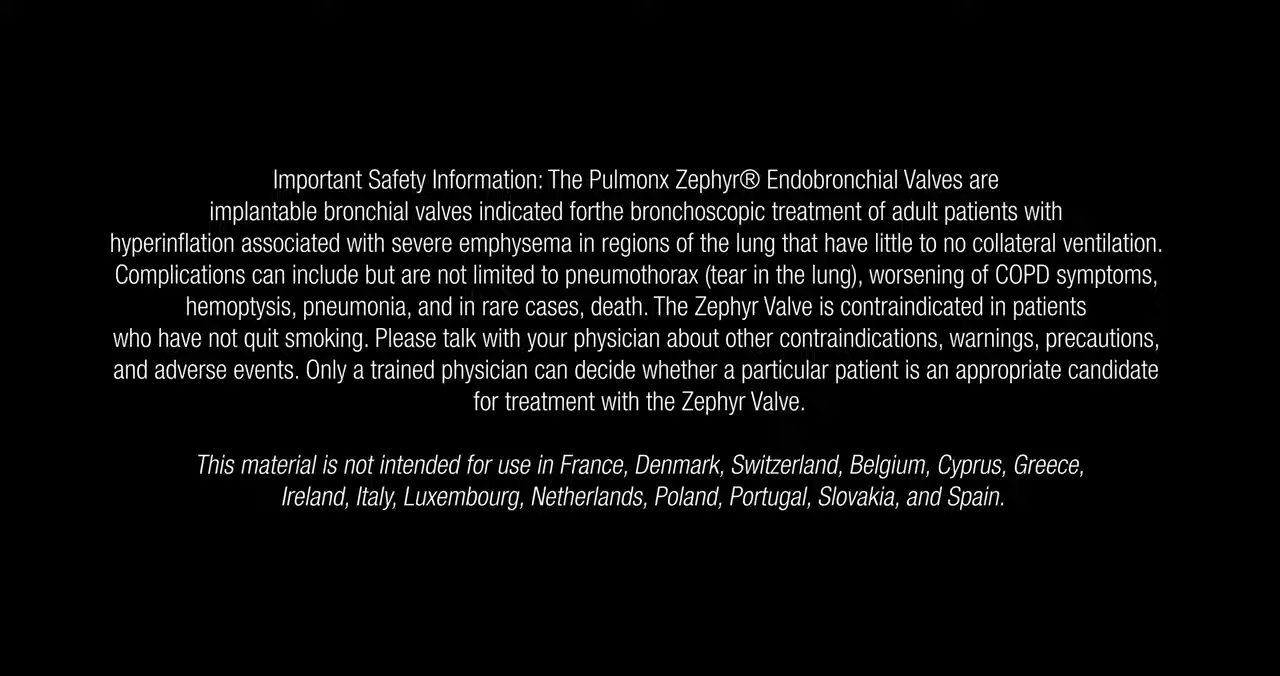 Important Safety Information: The Pulmonx Zephyr® Endobronchial Valves are
implantable bronchial valves indicated forthe bronchoscopic treatment of adult patients with
hyperinflation associated with severe emphysema in regions of the lung that have little to no collateral ventilation.
Complications can include but are not limited to pneumothorax (tear in the lung), worsening of COPD symptoms,
hemoptysis, pneumonia, and in rare cases, death. The Zephyr Valve is contraindicated in patients
who have not quit smoking. Please talk with your physician about other contraindications, warnings, precautions,
and adverse events. Only a trained physician can decide whether a particular patient is an appropriate candidate
for treatment with the Zephyr Valve.
This material is not intended for use in France, Denmark, Switzerland, Belgium, Cyprus, Greece,
Ireland, Italy, Luxembourg, Netherlands, Poland, Portugal, Slovakia, and Spain.